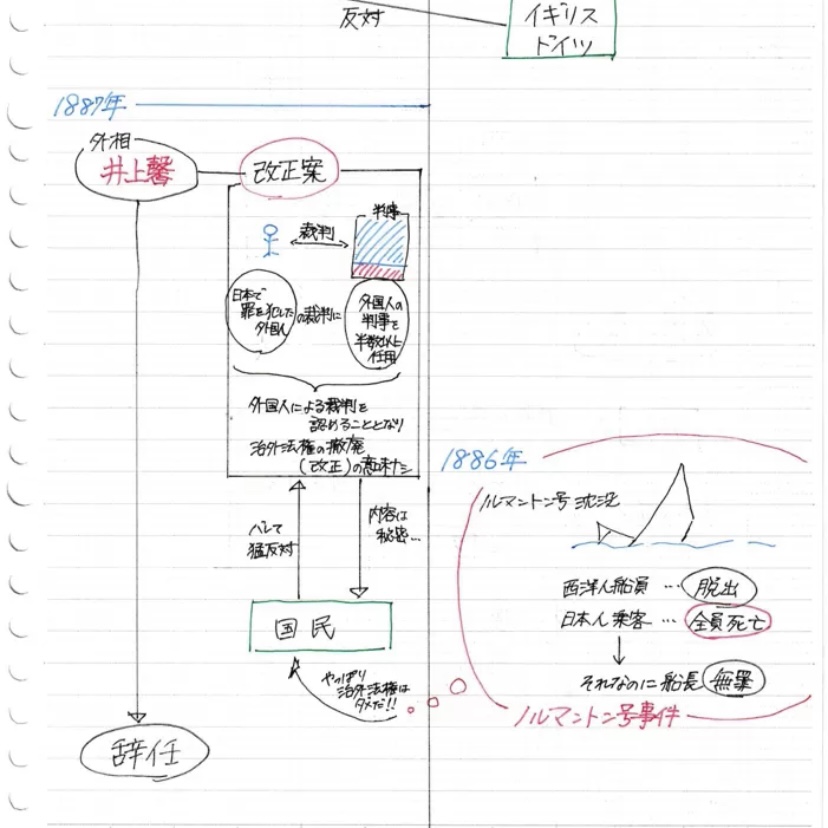 反対
イギリス
ドイツ
1887年
外相
井上馨
改正案
判事
裁判
日本で
罪を犯した
外国人
の裁判に
外国人の
判事を
半数以上
任用
外国人による裁判を
認めることとなり
治外法権の撤廃
(改正)の意味ナシ
バレて
猛反対
内容は
秘密…
国民
やっぱり
治外法権は
ダメだ!!
辞任
1886年
ノルマントン号 沈没
西洋人船員 … 脱出
日本人乗客 … 全員死亡
それなのに 船長 無罪
ノルマントン号事件